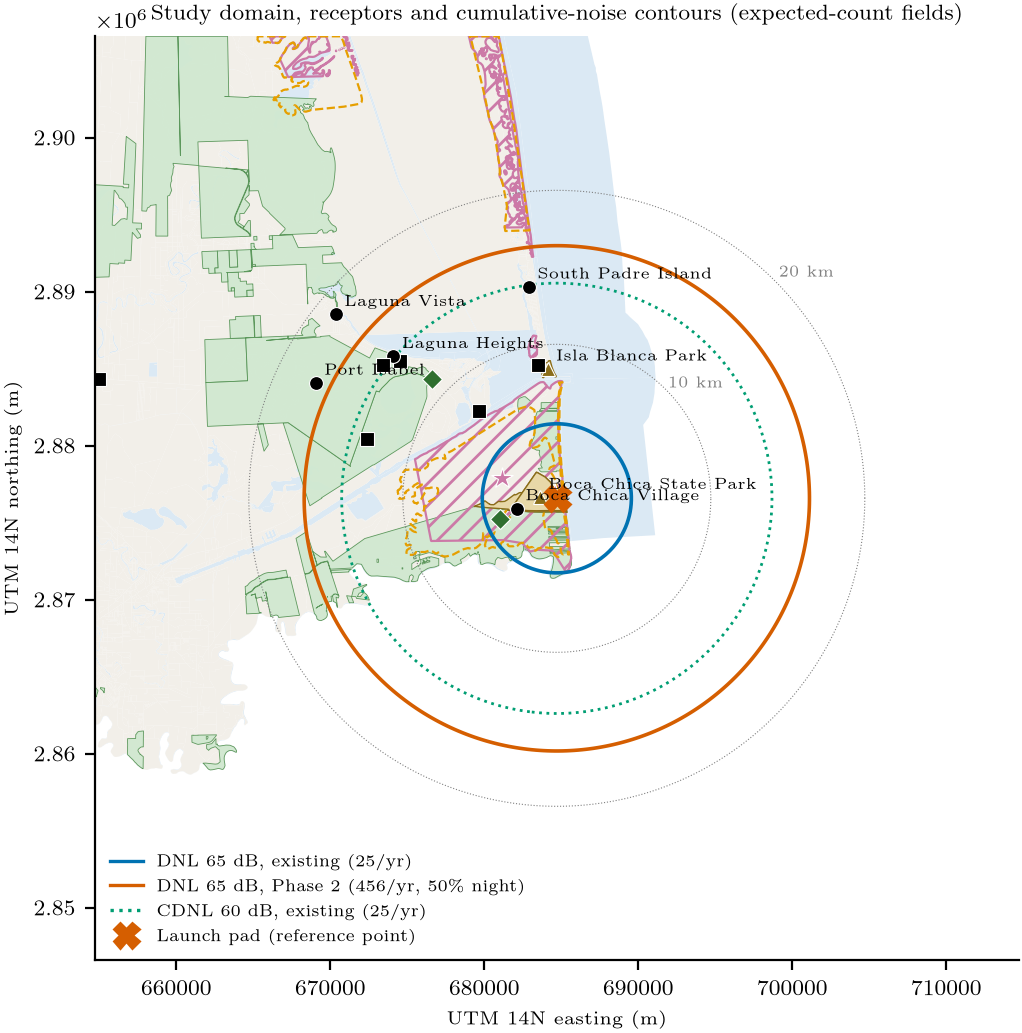 ×10⁶
Study domain, receptors and cumulative-noise contours (expected-count fields)
2.90
2.89
2.88
2.87
2.86
2.85
UTM 14N northing (m)
20 km
South Padre Island
Laguna Vista
Laguna Heights
Isla Blanca Park
Port Isabel
10 km
Boca Chica State Park
Boca Chica Village
DNL 65 dB, existing (25/yr)
DNL 65 dB, Phase 2 (456/yr, 50% night)
CDNL 60 dB, existing (25/yr)
Launch pad (reference point)
660000
670000
680000
690000
700000
710000
UTM 14N easting (m)